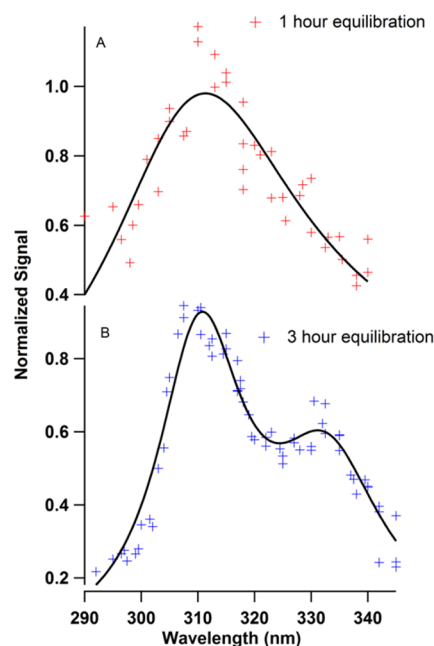 A
1 hour equilibration
1.0
0.8
0.6
0.4
Normalized Signal
B
3 hour equilibration
0.8
0.6
0.4
0.2
290 300 310 320 330 340
Wavelength (nm)